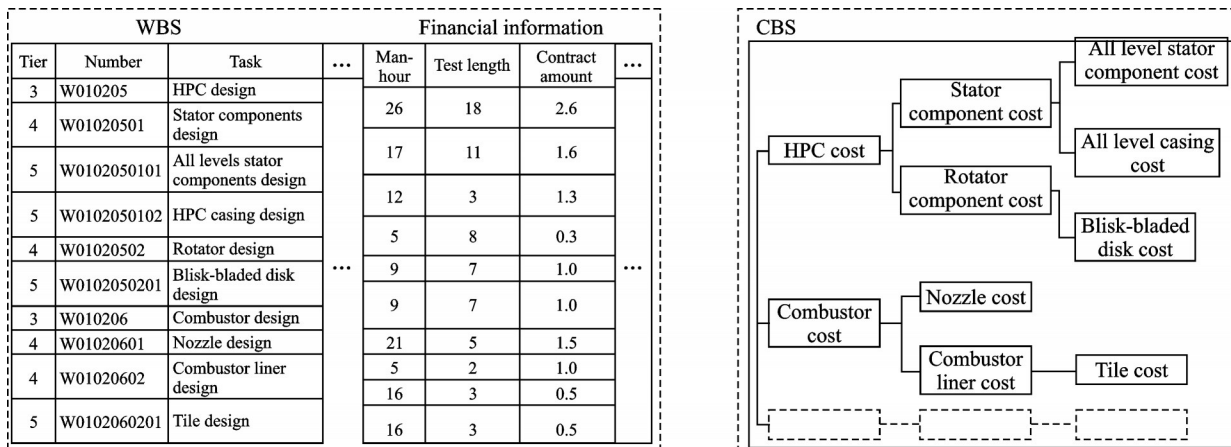 WBS Financial information
Tier Number Task ... Man-hour Test length Contract amount ...
3 W010205 HPC design
26 18 2.6
4 W01020501 Stator components design
17 11 1.6
5 W0102050101 All levels stator components design
12 3 1.3
5 W0102050102 HPC casing design
5 8 0.3
4 W01020502 Rotator design
... 9 7 1.0 ...
5 W0102050201 Blisk-bladed disk design
9 7 1.0
3 W010206 Combustor design
4 W01020601 Nozzle design
21 5 1.5
4 W01020602 Combustor liner design
5 2 1.0
16 3 0.5
5 W0102060201 Tile design
16 3 0.5
CBS
HPC cost
Stator
component cost
All level stator
component cost
All level casing
cost
Rotator
component cost
Blisk-bladed
disk cost
Combustor
cost
Nozzle cost
Combustor
liner cost
Tile cost